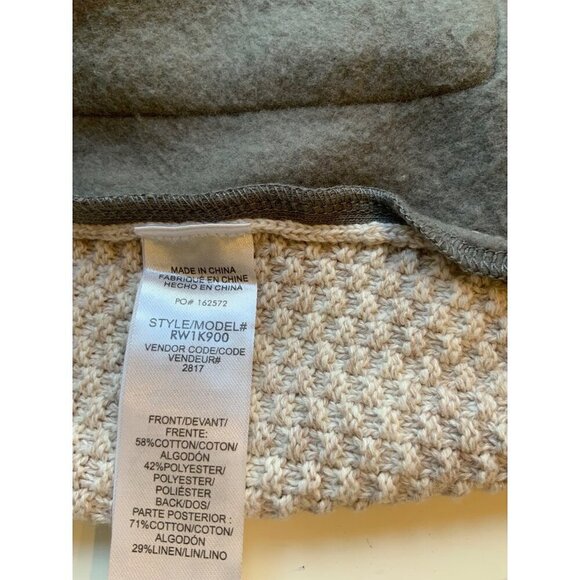 MADE IN CHINA
FABRIQUÉ EN CHINE
HECHO EN CHINA
PO# 162572
STYLE/MODEL#
RW1K900
VENDOR CODE/CODE
VENDEUR#
2817
FRONT/DEVANT/
FRENTE:
58%COTTON/COTON/
ALGODÓN
42%POLYESTER/
POLYESTER/
POLIÉSTER
BACK/DOS/
PARTE POSTERIOR :
71%COTTON/COTON/
ALGODÓN
29%LINEN/LIN/LINO